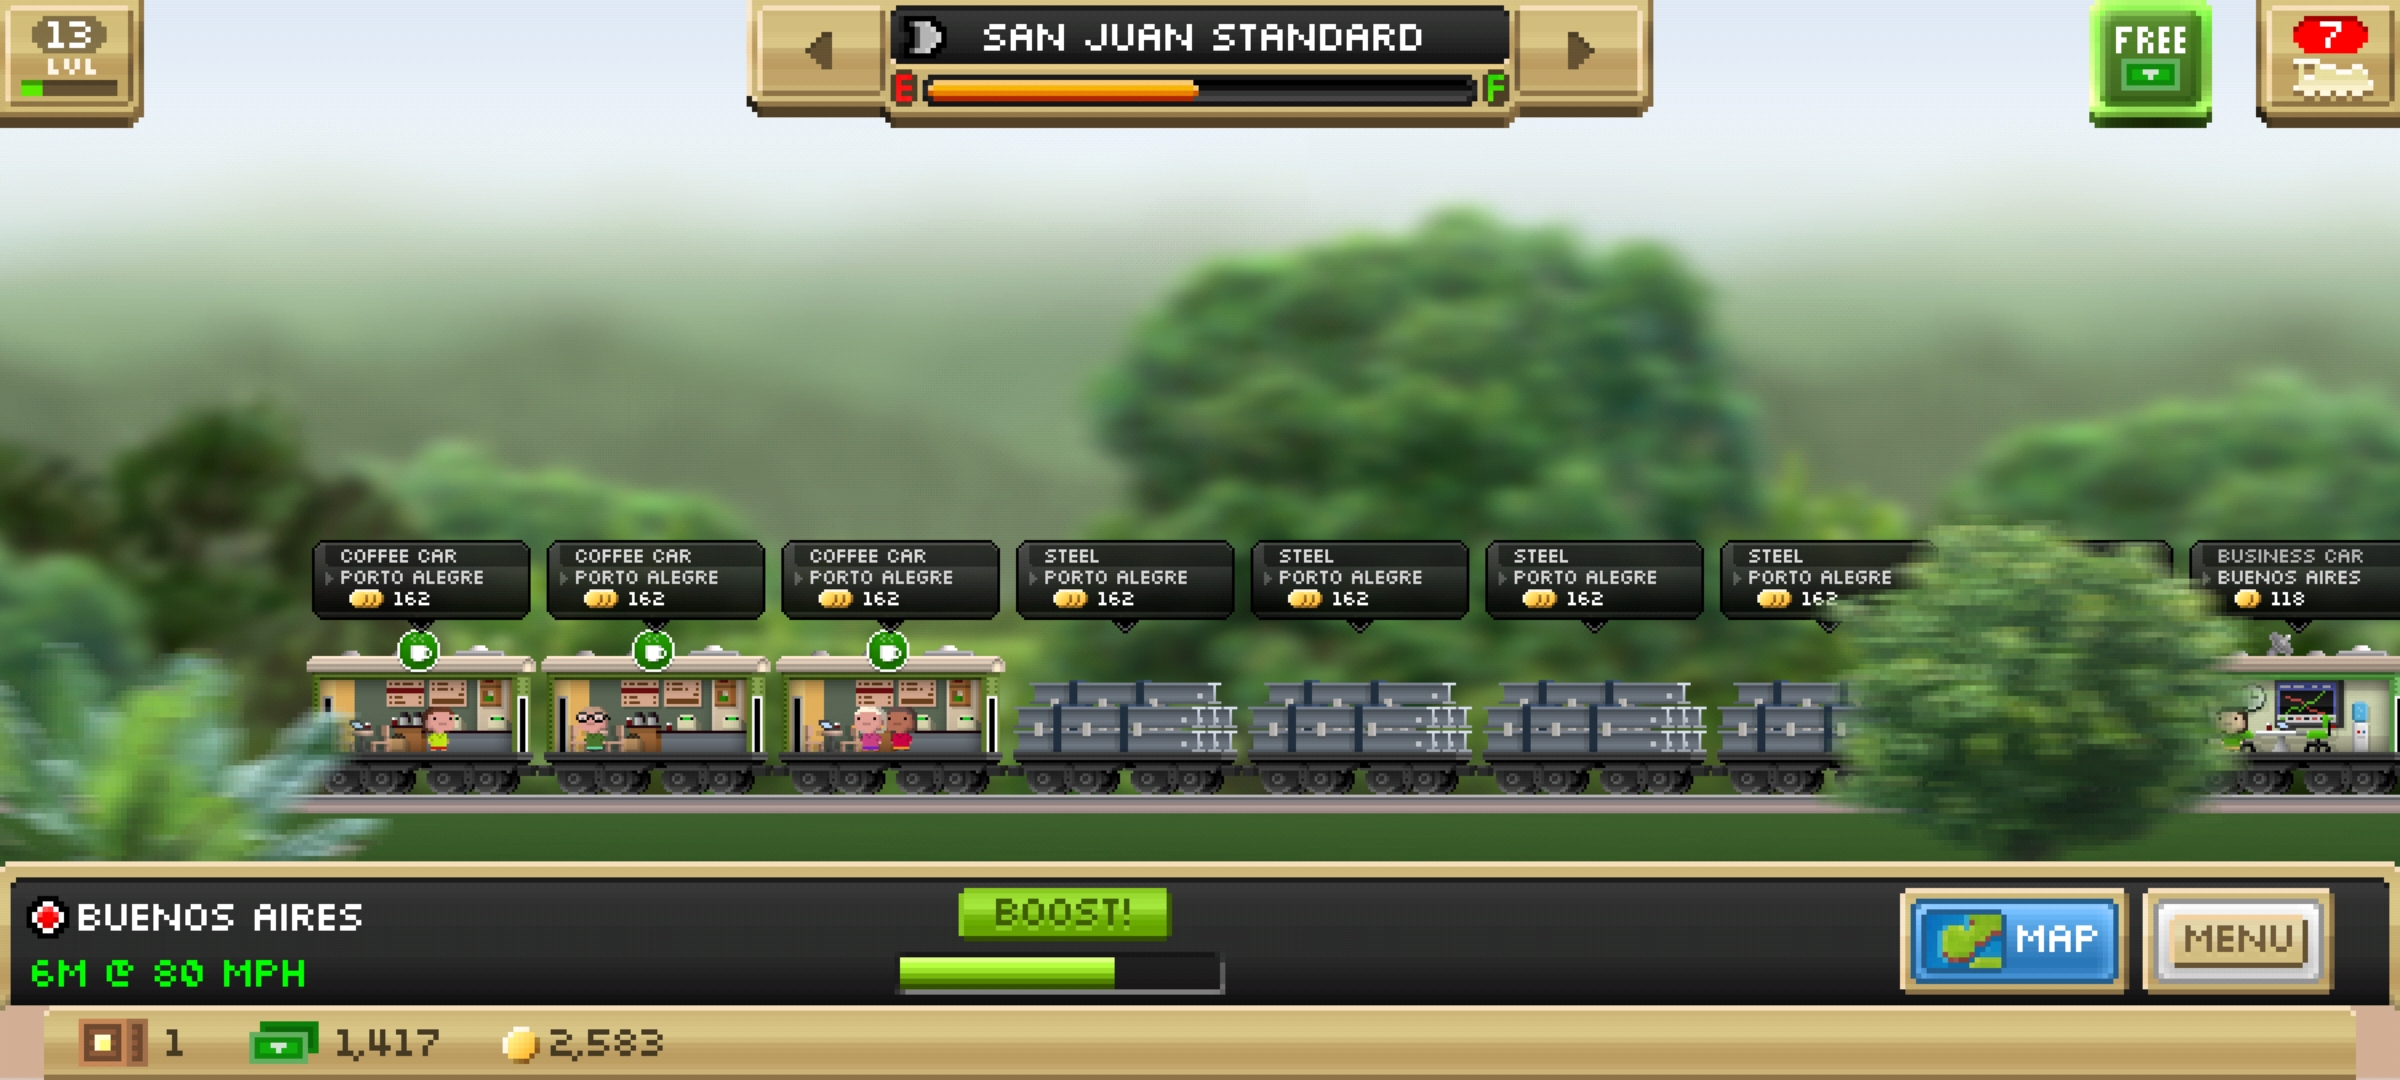 13
LVL
SAN JUAN STANDARD
E
F
FREE
7
COFFEE CAR
PORTO ALEGRE
162
COFFEE CAR
PORTO ALEGRE
162
COFFEE CAR
PORTO ALEGRE
162
STEEL
PORTO ALEGRE
162
STEEL
PORTO ALEGRE
162
STEEL
PORTO ALEGRE
162
STEEL
PORTO ALEGRE
162
BUSINESS CAR
BUENOS AIRES
118
BUENOS AIRES
6M @ 80 MPH
BOOST!
MAP
MENU
1
1,417
2,583